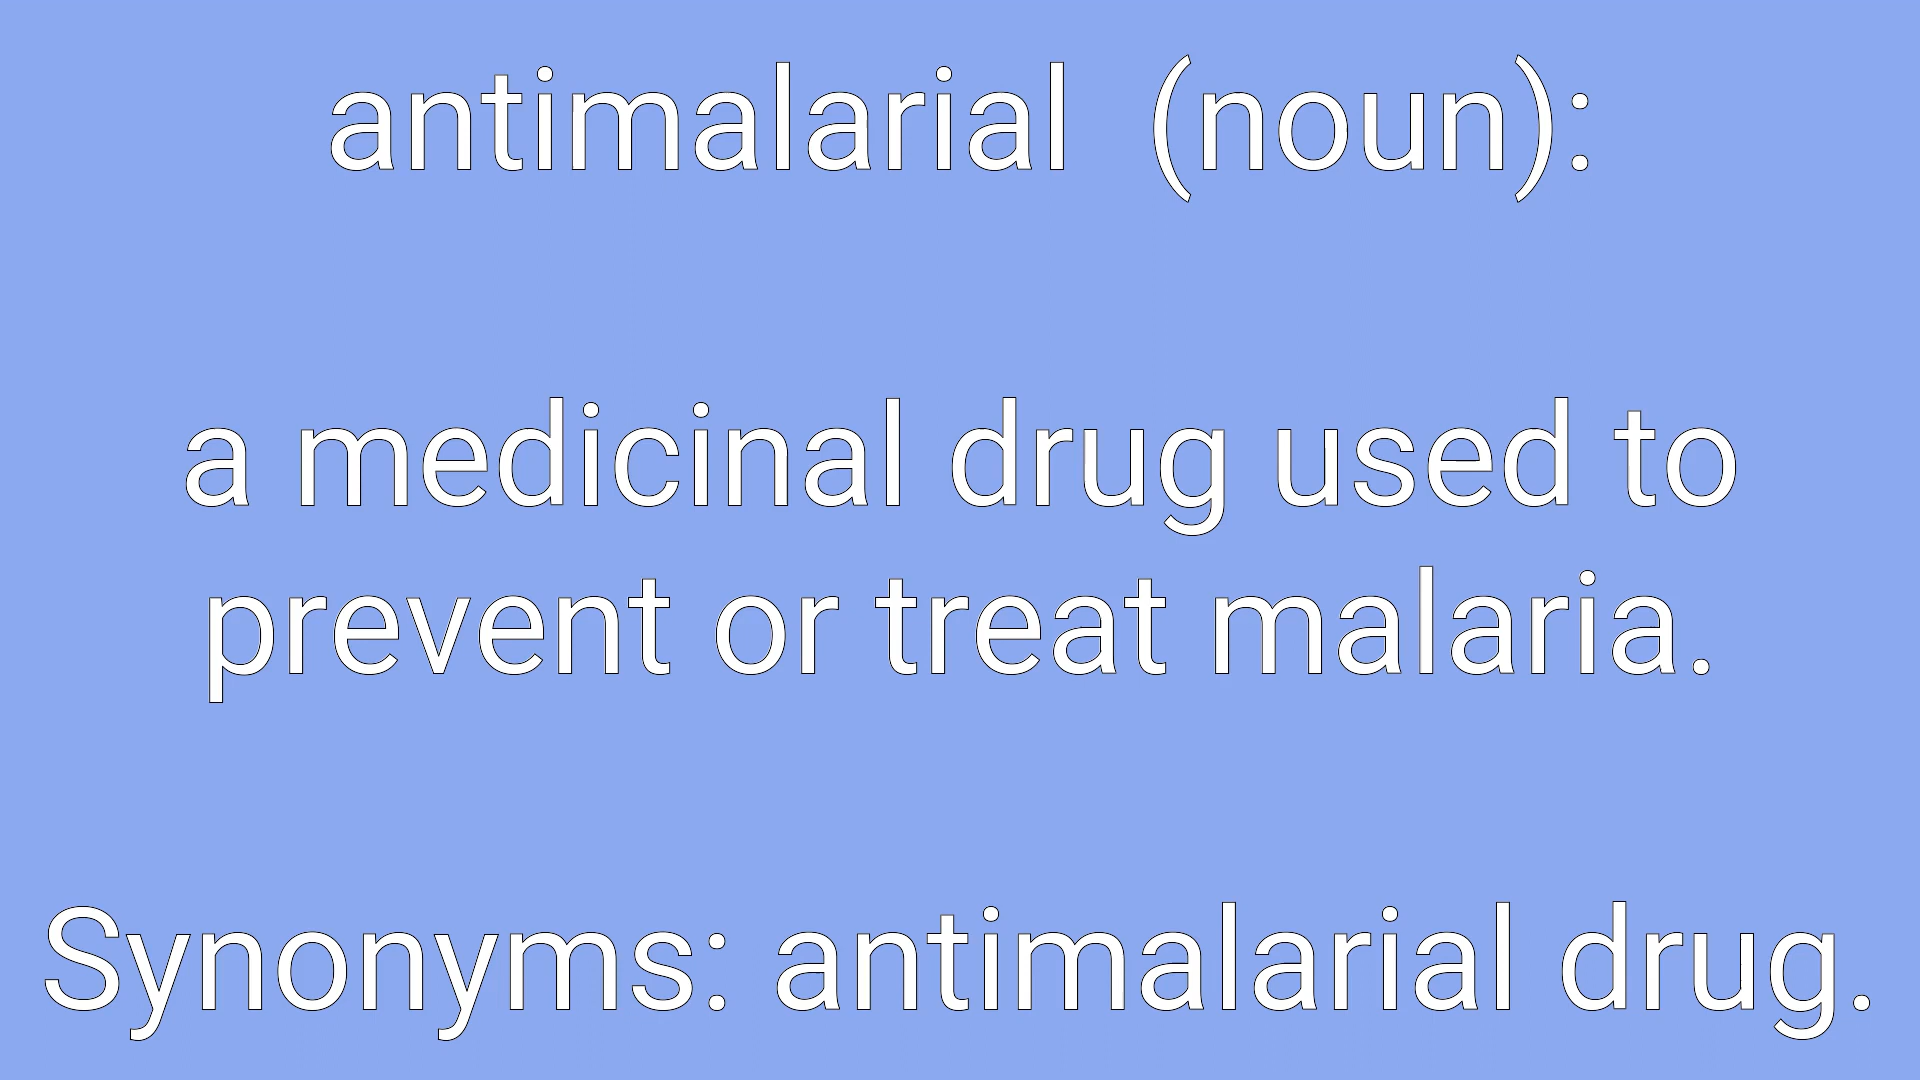 antimalarial (noun):
a medicinal drug used to
prevent or treat malaria.
Synonyms: antimalarial drug.